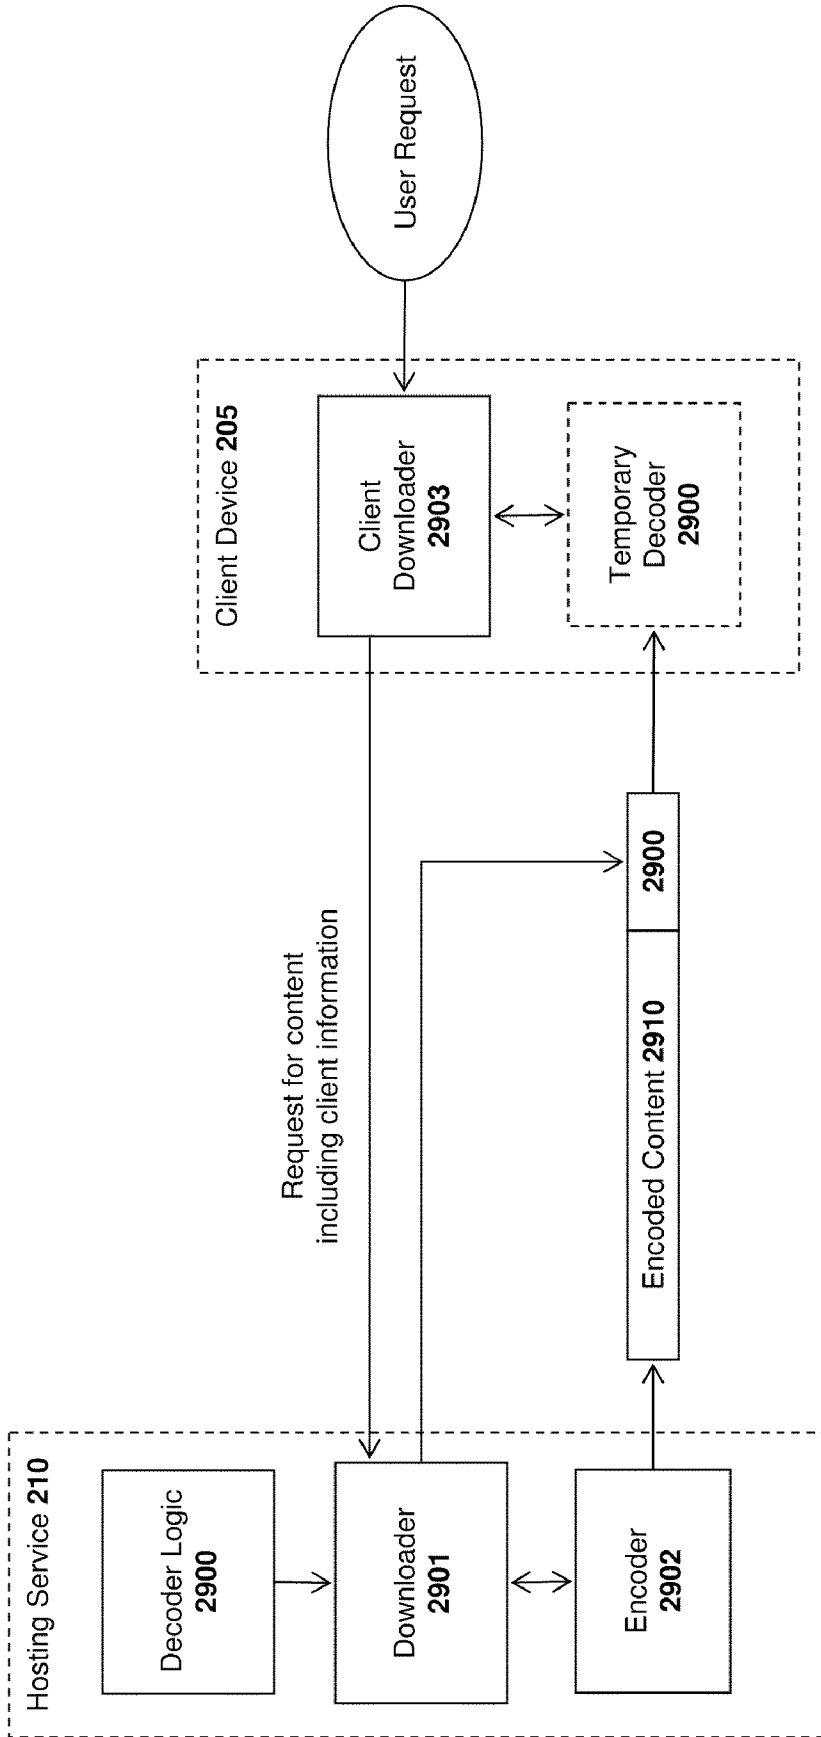 Hosting Service 210
Decoder Logic
2900
Downloader
2901
Encoder
2902
Request for content
including client information
Encoded Content 2910
2900
Client Device 205
Client
Downloader
2903
Temporary
Decoder
2900
User Request